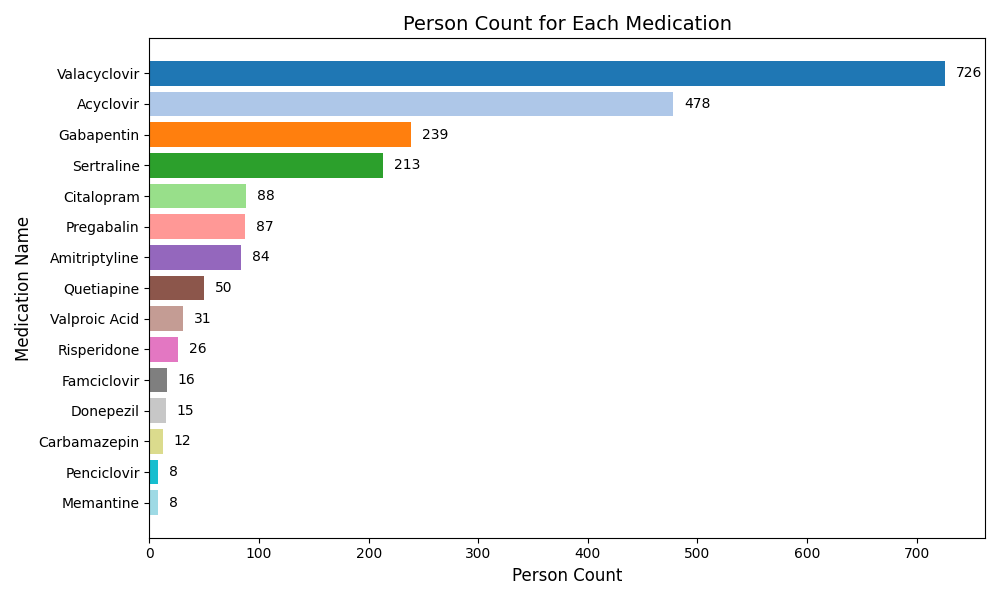 Person Count for Each Medication
Medication Name
Valacyclovir 726
Acyclovir 478
Gabapentin 239
Sertraline 213
Citalopram 88
Pregabalin 87
Amitriptyline 84
Quetiapine 50
Valproic Acid 31
Risperidone 26
Famciclovir 16
Donepezil 15
Carbamazepin 12
Penciclovir 8
Memantine 8
0 100 200 300 400 500 600 700
Person Count